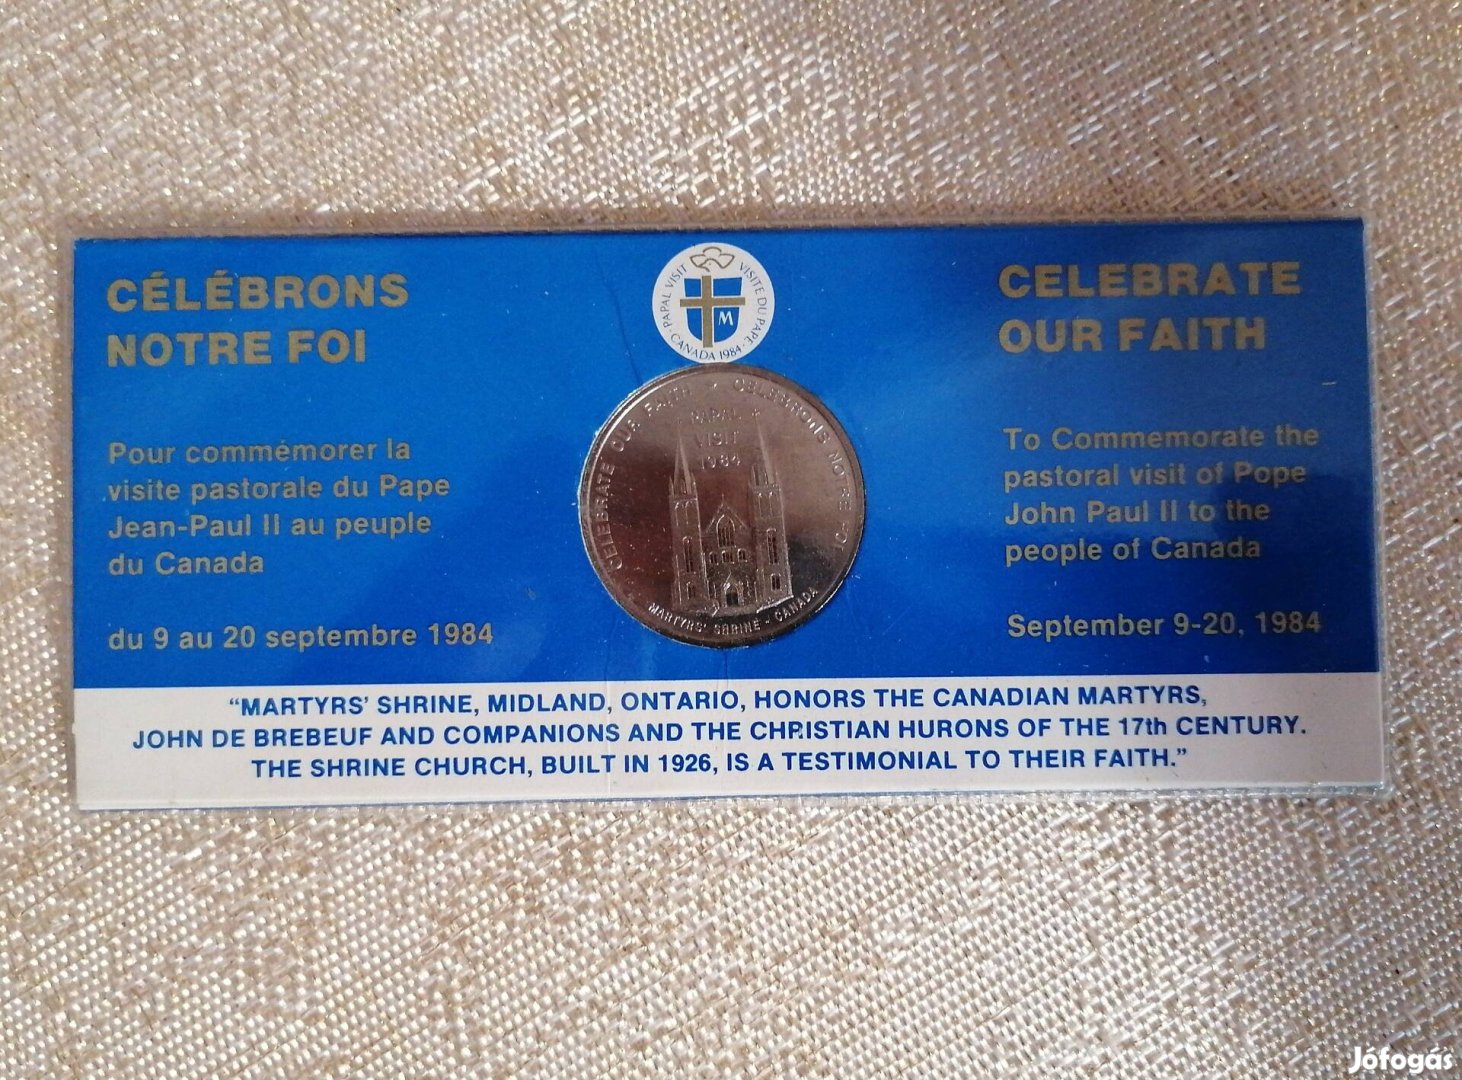 CÉLÉBRONS
NOTRE FOI
Pour commémorer la
visite pastorale du Pape
Jean-Paul II au peuple
du Canada
du 9 au 20 septembre 1984
PAPAL VISIT VISITE DU PAPE
· CANADA 1984 ·
M
CELEBRATE OUR FAITH · CELEBRONS NOTRE FOI
PAPAL
VISIT
1984
MARTYRS' SHRINE - CANADA
CELEBRATE
OUR FAITH
To Commemorate the
pastoral visit of Pope
John Paul II to the
people of Canada
September 9-20, 1984
“MARTYRS’ SHRINE, MIDLAND, ONTARIO, HONORS THE CANADIAN MARTYRS,
JOHN DE BREBEUF AND COMPANIONS AND THE CHRISTIAN HURONS OF THE 17th CENTURY.
THE SHRINE CHURCH, BUILT IN 1926, IS A TESTIMONIAL TO THEIR FAITH.”
Jófogás